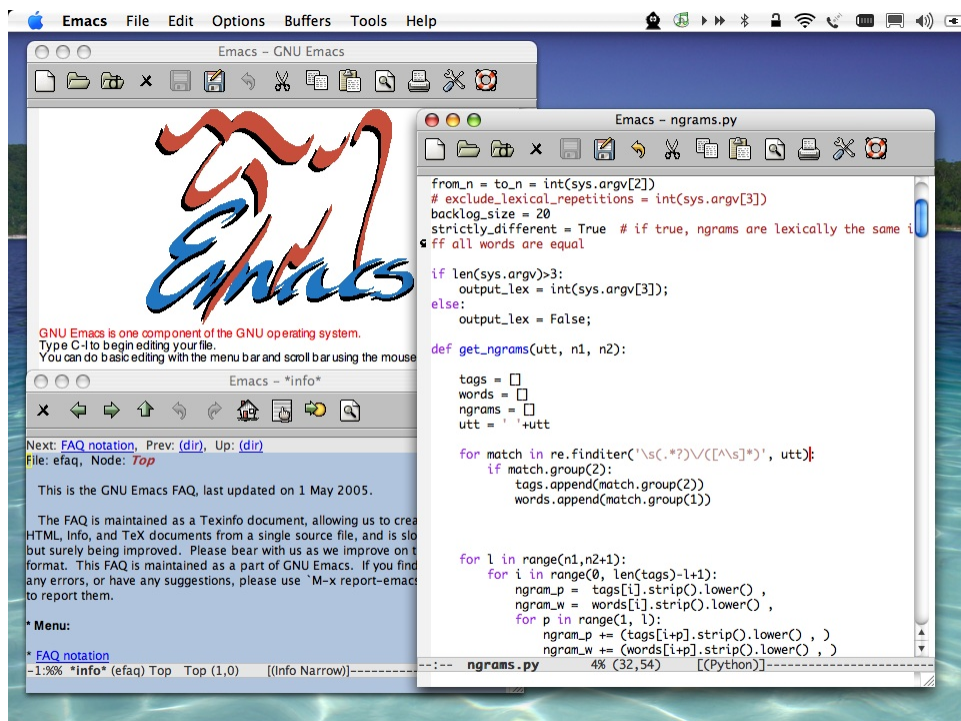 Emacs File Edit Options Buffers Tools Help
Emacs – GNU Emacs
Emacs
GNU Emacs is one component of the GNU operating system.
Type C-l to begin editing your file.
You can do basic editing with the menu bar and scroll bar using the mouse
Emacs – *info*
Next: FAQ notation, Prev: (dir), Up: (dir)
File: efaq, Node: Top
This is the GNU Emacs FAQ, last updated on 1 May 2005.
The FAQ is maintained as a Texinfo document, allowing us to crea
HTML, Info, and TeX documents from a single source file, and is slo
but surely being improved. Please bear with us as we improve on t
format. This FAQ is maintained as a part of GNU Emacs. If you find
any errors, or have any suggestions, please use `M-x report-emacs
to report them.
* Menu:
* FAQ notation
-1:%% *info* (efaq) Top Top (1,0) [(Info Narrow)]----------
Emacs – ngrams.py
from_n = to_n = int(sys.argv[2])
# exclude_lexical_repetitions = int(sys.argv[3])
backlog_size = 20
strictly_different = True # if true, ngrams are lexically the same i
ff all words are equal
if len(sys.argv)>3:
output_lex = int(sys.argv[3]);
else:
output_lex = False;
def get_ngrams(utt, n1, n2):
tags = []
words = []
ngrams = []
utt = ' '+utt
for match in re.finditer('\s(.*?)\/([^\s]*)', utt):
if match.group(2):
tags.append(match.group(2))
words.append(match.group(1))
for l in range(n1,n2+1):
for i in range(0, len(tags)-l+1):
ngram_p = tags[i].strip().lower() ,
ngram_w = words[i].strip().lower() ,
for p in range(1, l):
ngram_p += (tags[i+p].strip().lower() , )
ngram_w += (words[i+p].strip().lower() , )
--:-- ngrams.py 4% (32,54) [(Python)]----------------------